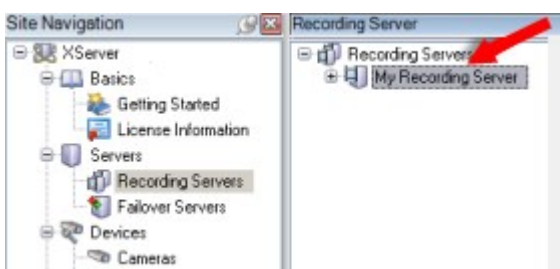 Site Navigation
XServer
Basics
Getting Started
License Information
Servers
Recording Servers
Failover Servers
Devices
Cameras
Recording Server
Recording Servers
My Recording Server